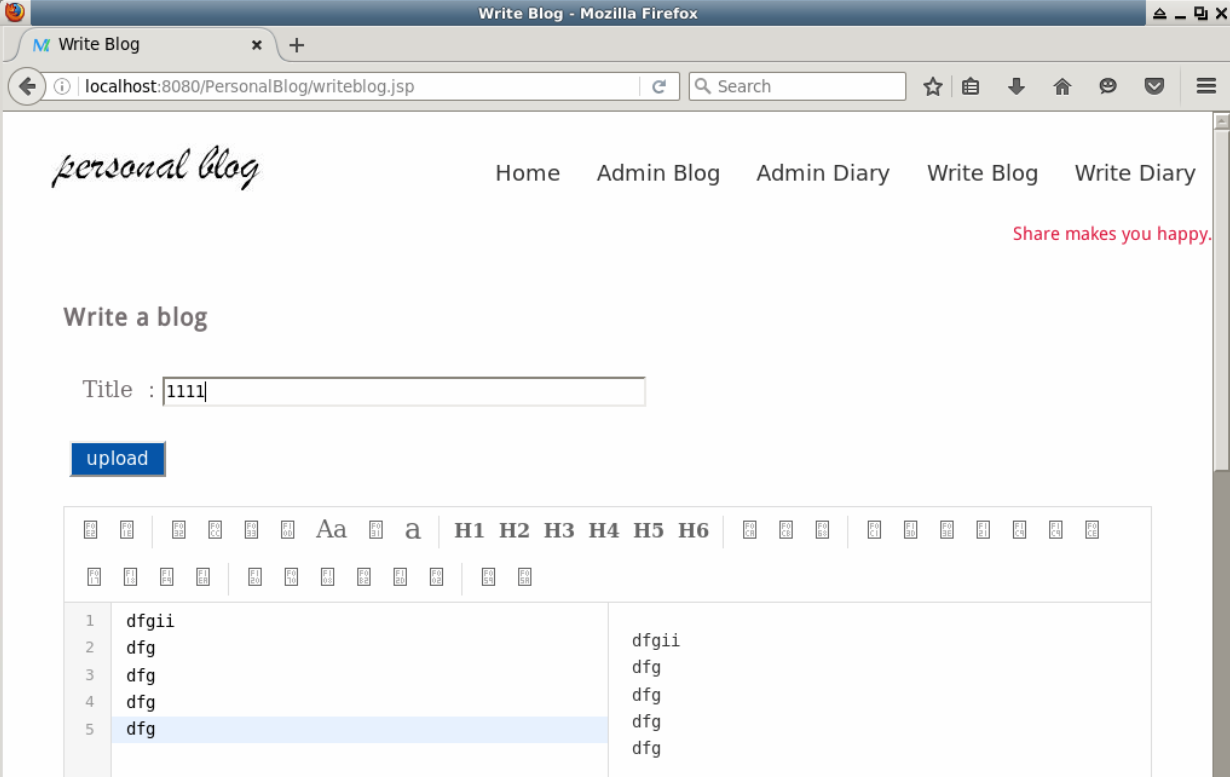 Write Blog - Mozilla Firefox
Write Blog
localhost:8080/PersonalBlog/writeblog.jsp
Search
personal blog
Home Admin Blog Admin Diary Write Blog Write Diary
Share makes you happy.
Write a blog
Title : 1111
upload
Aa a H1 H2 H3 H4 H5 H6
1 dfgii
2 dfg
3 dfg
4 dfg
5 dfg
dfgii
dfg
dfg
dfg
dfg